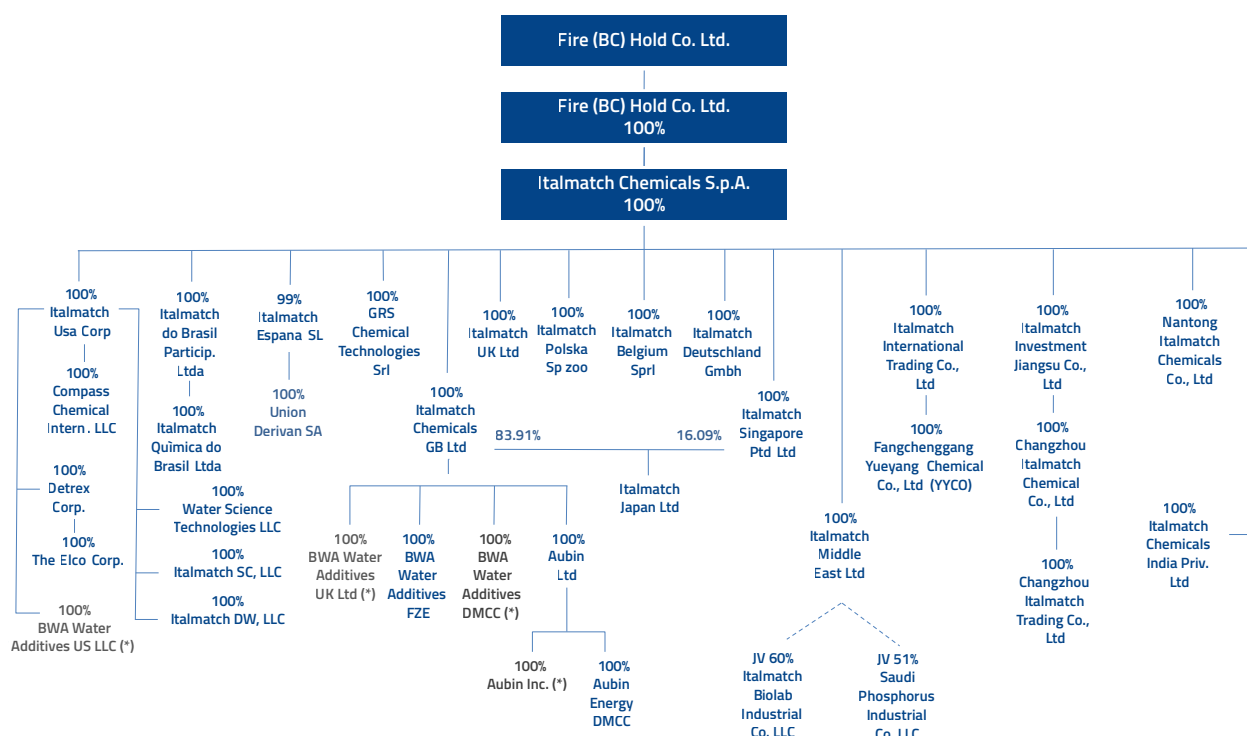 Fire (BC) Hold Co. Ltd.
Fire (BC) Hold Co. Ltd.
100%
Italmatch Chemicals S.p.A.
100%
100%
Italmatch
Usa Corp
100%
Compass
Chemical
Intern. LLC
100%
Detrex
Corp.
100%
The Elco Corp.
100%
BWA Water
Additives US LLC (*)
100%
Italmatch
do Brasil
Particip.
Ltda
100%
Italmatch
Quìmica do
Brasil Ltda
100%
Water Science
Technologies LLC
100%
Italmatch SC, LLC
100%
Italmatch DW, LLC
99%
Italmatch
Espana SL
100%
Union
Derivan SA
100%
GRS
Chemical
Technologies
Srl
100%
Italmatch
Chemicals
GB Ltd
83.91%
16.09%
Italmatch
Japan Ltd
100%
BWA Water
Additives
UK Ltd (*)
100%
BWA
Water
Additives
FZE
100%
BWA
Water
Additives
DMCC (*)
100%
Aubin
Ltd
100%
Aubin Inc. (*)
100%
Aubin
Energy
DMCC
100%
Italmatch
UK Ltd
100%
Italmatch
Polska
Sp zoo
100%
Italmatch
Belgium
Sprl
100%
Italmatch
Deutschland
Gmbh
100%
Italmatch
Singapore
Ptd Ltd
100%
Italmatch
Middle
East Ltd
JV 60%
Italmatch
Biolab
Industrial
Co. LLC
JV 51%
Saudi
Phosphorus
Industrial
Co. LLC
100%
Italmatch
International
Trading Co.,
Ltd
100%
Fangchenggang
Yueyang Chemical
Co., Ltd (YYCO)
100%
Italmatch
Investment
Jiangsu Co.,
Ltd
100%
Changzhou
Italmatch
Chemical
Co., Ltd
100%
Changzhou
Italmatch
Trading Co.,
Ltd
100%
Nantong
Italmatch
Chemicals
Co., Ltd
100%
Italmatch
Chemicals
India Priv.
Ltd